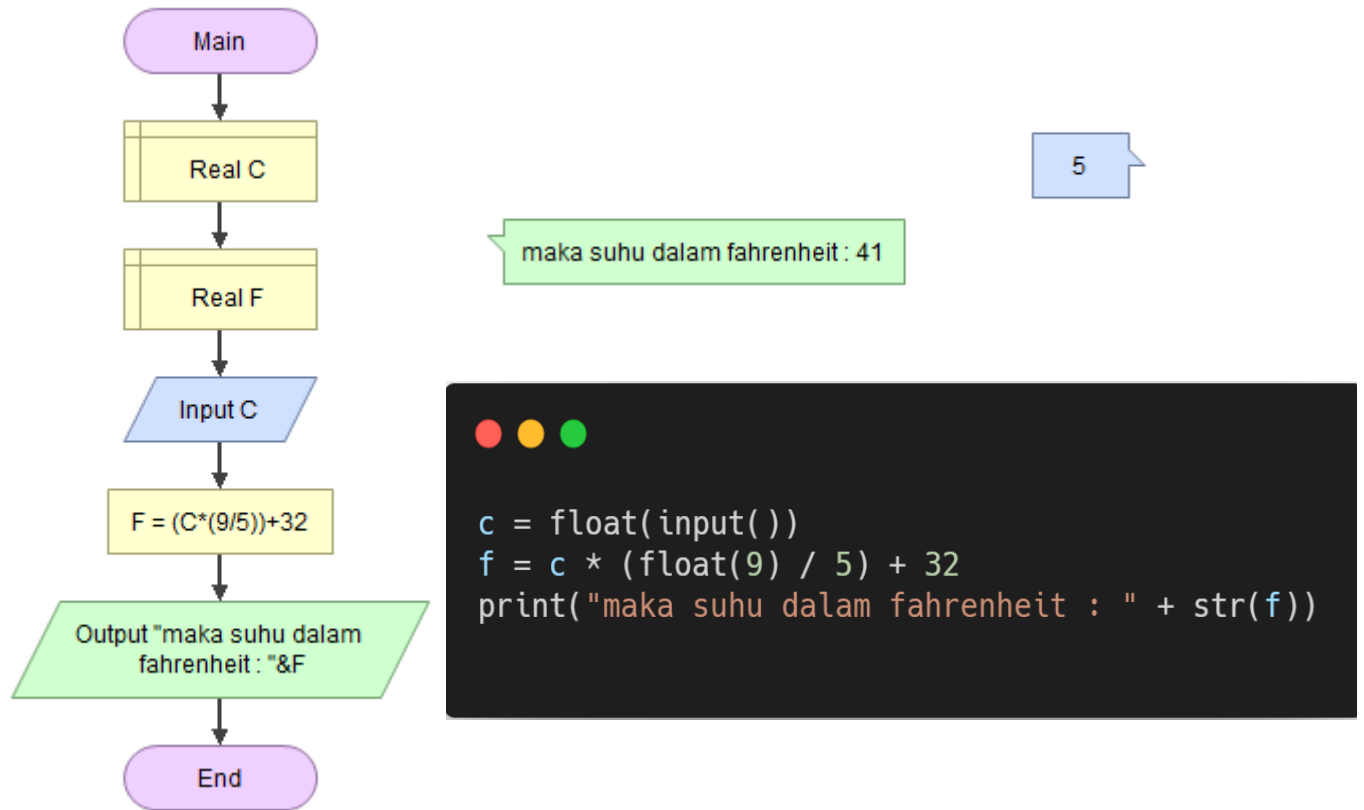 Main
Real C
Real F
Input C
F = (C*(9/5))+32
Output "maka suhu dalam
fahrenheit : "&F
End
5
maka suhu dalam fahrenheit : 41
c = float(input())
f = c * (float(9) / 5) + 32
print("maka suhu dalam fahrenheit : " + str(f))